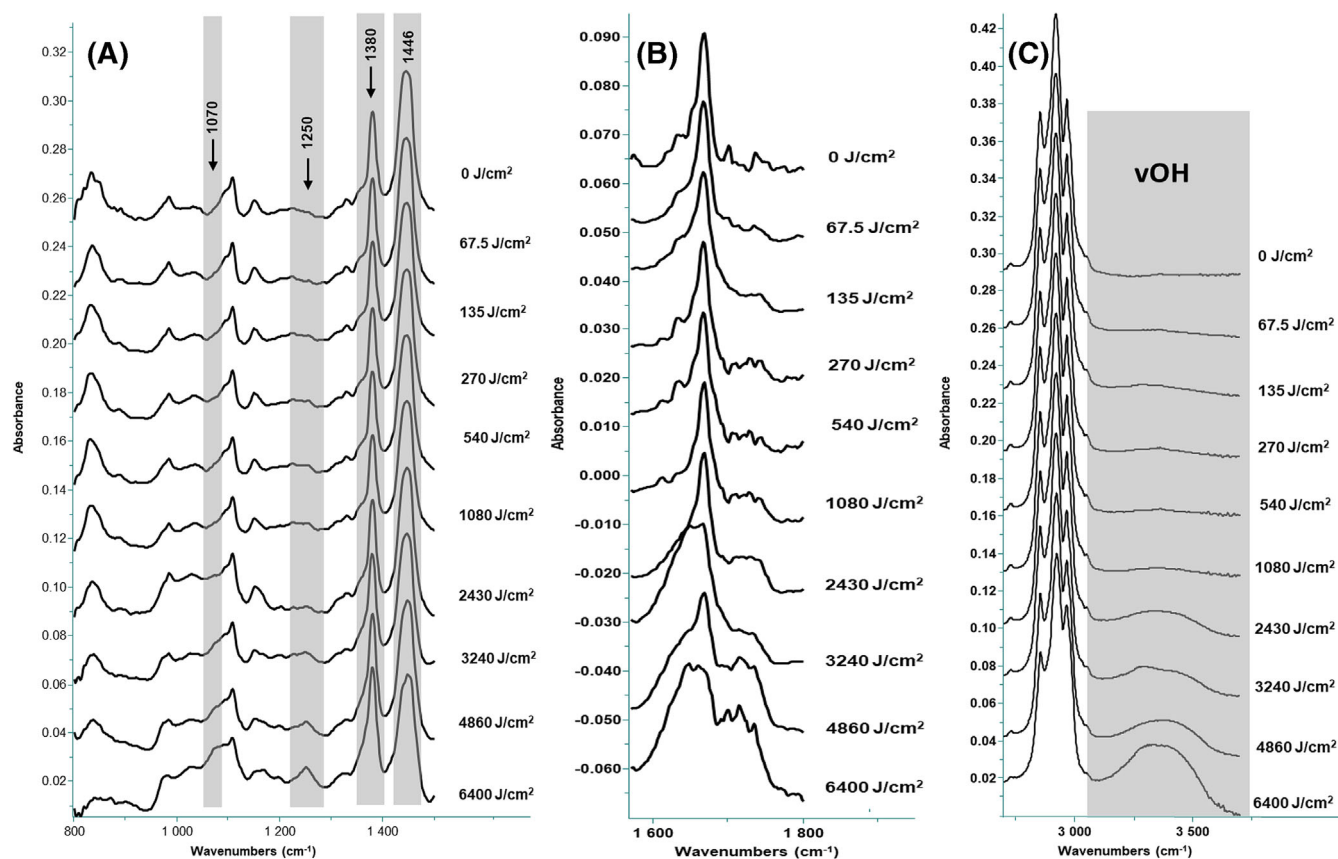 (A)
1070
1250
1380
1446
0.32
0.30
0.28
0.26
0.24
0.22
0.20
0.18
0.16
0.14
0.12
0.10
0.08
0.06
0.04
0.02
Absorbance
0 J/cm²
67.5 J/cm²
135 J/cm²
270 J/cm²
540 J/cm²
1080 J/cm²
2430 J/cm²
3240 J/cm²
4860 J/cm²
6400 J/cm²
800 1 000 1 200 1 400
Wavenumbers (cm⁻¹)
(B)
0.090
0.080
0.070
0.060
0.050
0.040
0.030
0.020
0.010
0.000
-0.010
-0.020
-0.030
-0.040
-0.050
-0.060
Absorbance
0 J/cm²
67.5 J/cm²
135 J/cm²
270 J/cm²
540 J/cm²
1080 J/cm²
2430 J/cm²
3240 J/cm²
4860 J/cm²
6400 J/cm²
1 600 1 800
Wavenumbers (cm⁻¹)
(C)
νOH
0.42
0.40
0.38
0.36
0.34
0.32
0.30
0.28
0.26
0.24
0.22
0.20
0.18
0.16
0.14
0.12
0.10
0.08
0.06
0.04
0.02
Absorbance
0 J/cm²
67.5 J/cm²
135 J/cm²
270 J/cm²
540 J/cm²
1080 J/cm²
2430 J/cm²
3240 J/cm²
4860 J/cm²
6400 J/cm²
3 000 3 500
Wavenumbers (cm⁻¹)